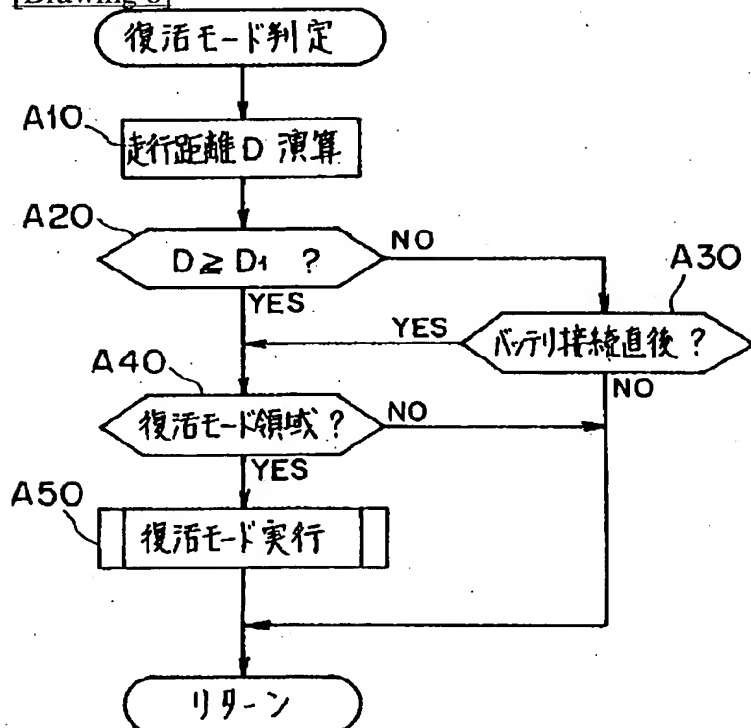 復活モード判定
A10
走行距離D 演算
A20
D≧D₁ ?
NO
A30
YES
YES
バッテリ接続直後?
A40
NO
復活モード領域?
NO
YES
A50
復活モード実行
リターン